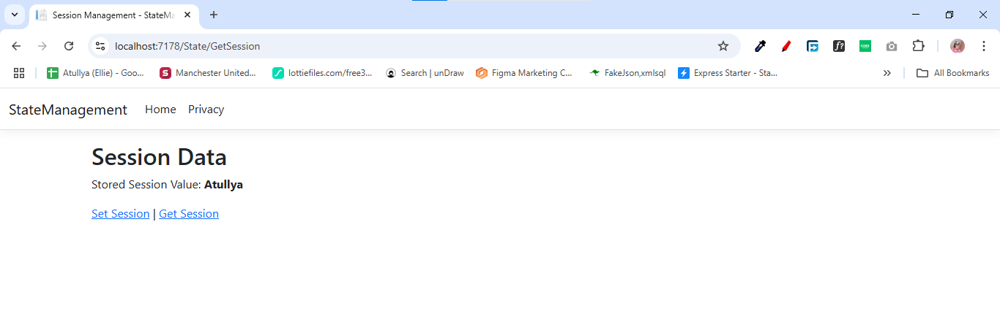 Session Management - StateMa
localhost:7178/State/GetSession
Atullya (Ellie) - Goo... Manchester United... lottiefiles.com/free3... Search | unDraw Figma Marketing C... FakeJson,xmlsql Express Starter - Sta... All Bookmarks
StateManagement Home Privacy
Session Data
Stored Session Value: Atullya
Set Session | Get Session